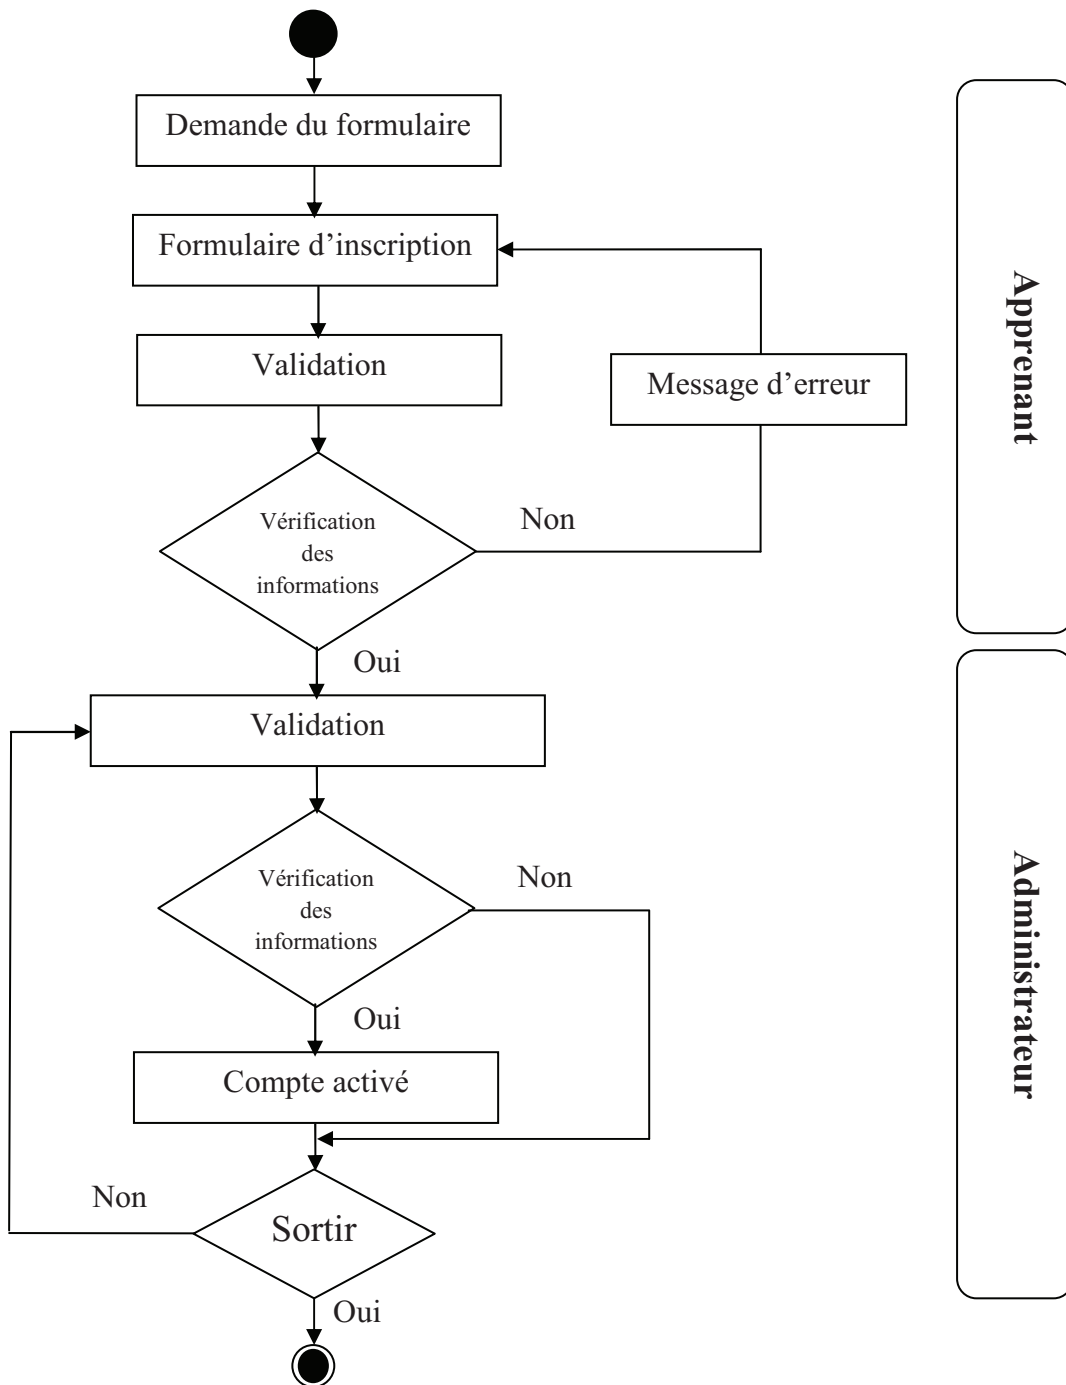 Demande du formulaire
Formulaire d’inscription
Validation
Message d’erreur
Vérification
des
informations
Non
Oui
Validation
Vérification
des
informations
Non
Oui
Compte activé
Non
Sortir
Oui
Apprenant
Administrateur